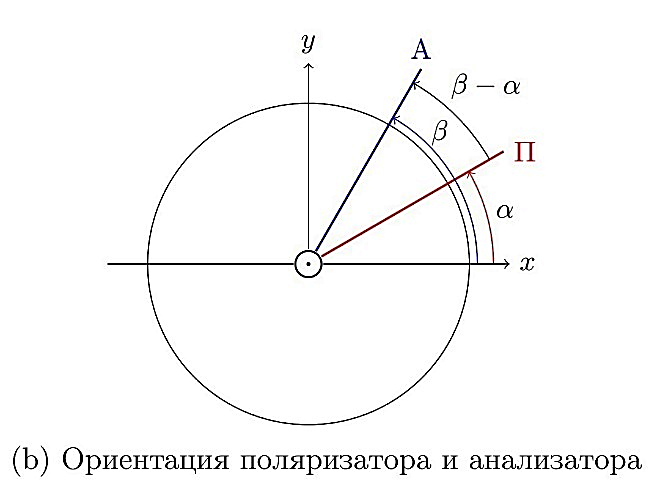 y
А
β − α
β
П
α
x
(b) Ориентация поляризатора и анализатора